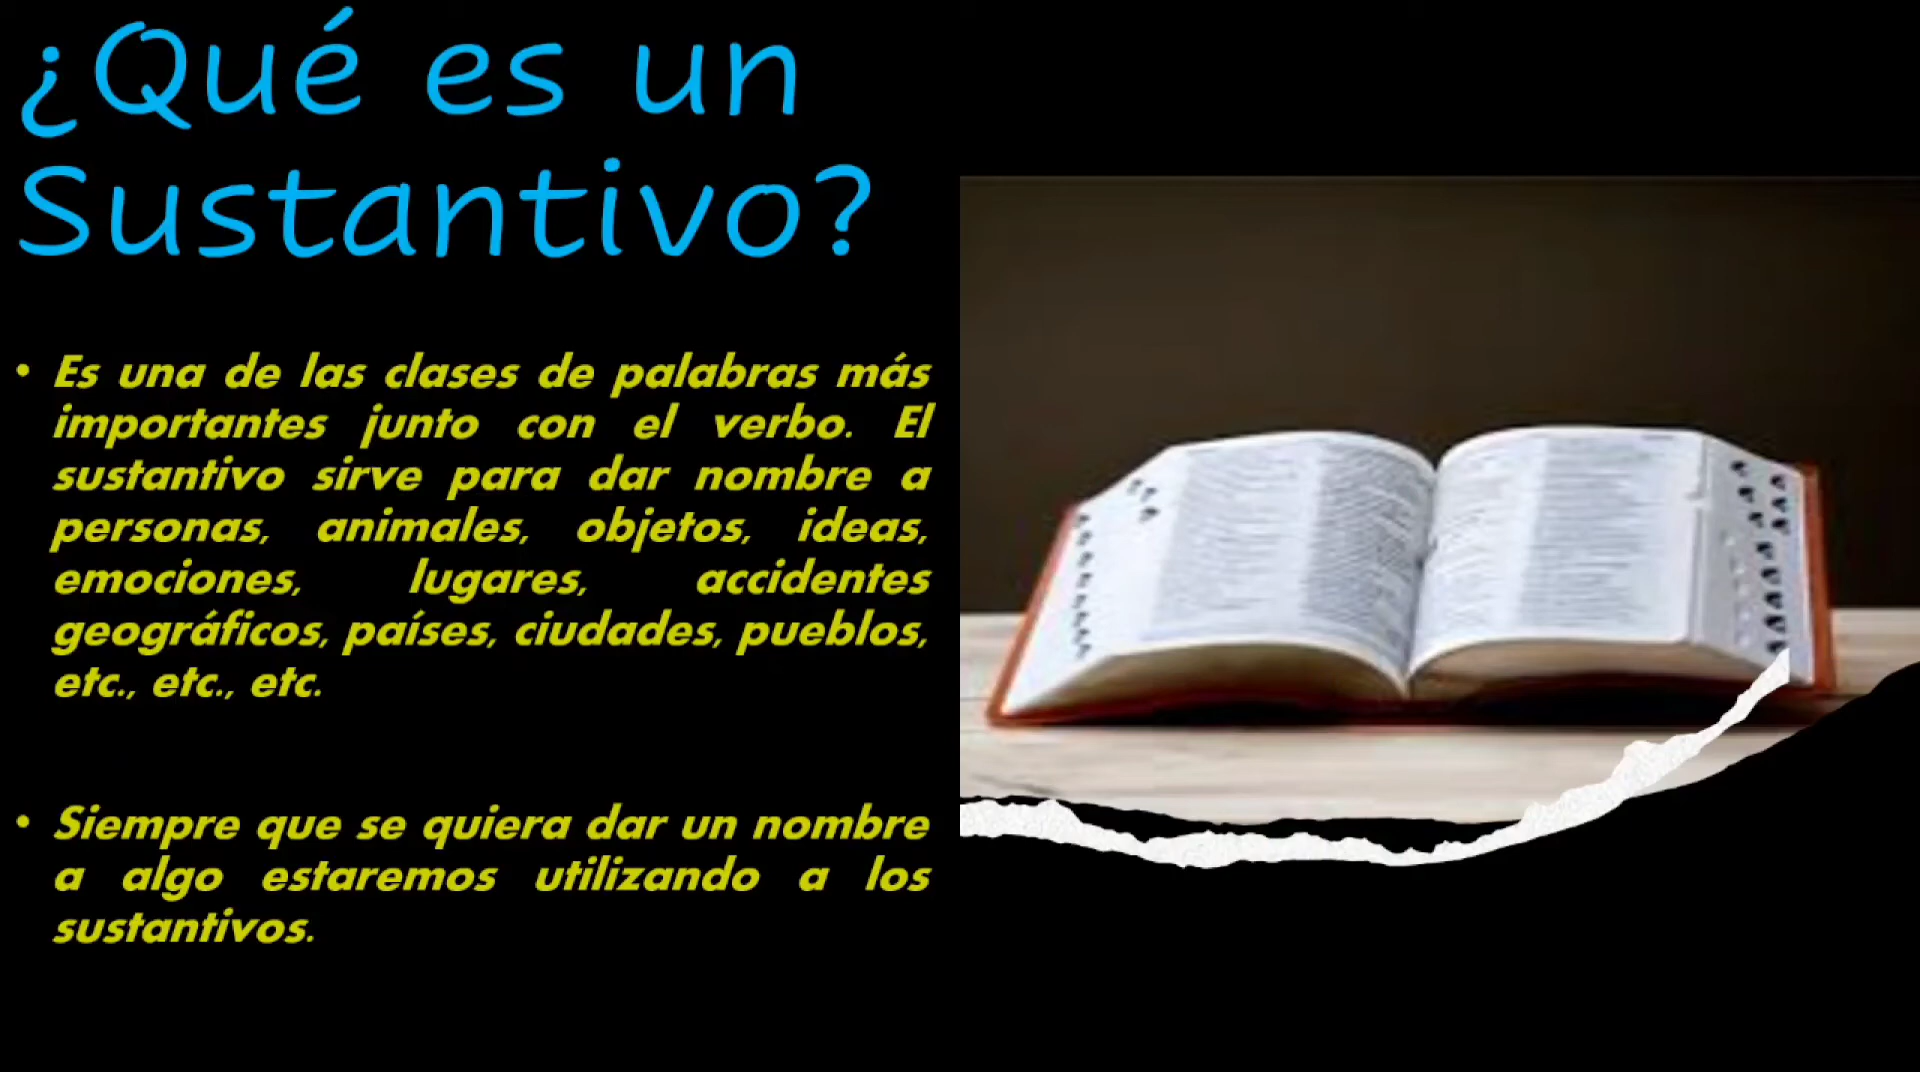 ¿Qué es un
Sustantivo?
• Es una de las clases de palabras más
importantes junto con el verbo. El
sustantivo sirve para dar nombre a
personas, animales, objetos, ideas,
emociones, lugares, accidentes
geográficos, países, ciudades, pueblos,
etc., etc., etc.
• Siempre que se quiera dar un nombre
a algo estaremos utilizando a los
sustantivos.